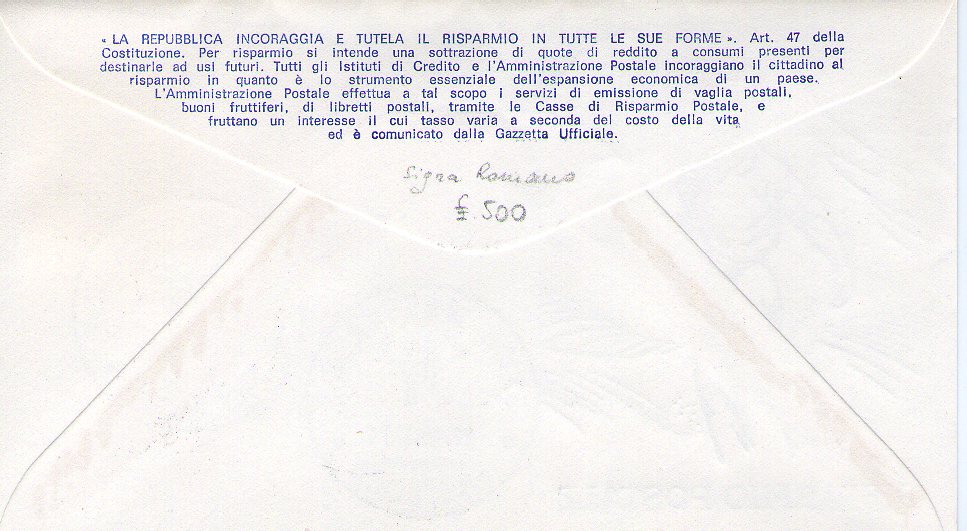 « LA REPUBBLICA INCORAGGIA E TUTELA IL RISPARMIO IN TUTTE LE SUE FORME ». Art. 47 della
Costituzione. Per risparmio si intende una sottrazione di quote di reddito a consumi presenti per
destinarle ad usi futuri. Tutti gli Istituti di Credito e l'Amministrazione Postale incoraggiano il cittadino al
risparmio in quanto è lo strumento essenziale dell'espansione economica di un paese.
L'Amministrazione Postale effettua a tal scopo i servizi di emissione di vaglia postali,
buoni fruttiferi, di libretti postali, tramite le Casse di Risparmio Postale, e
fruttano un interesse il cui tasso varia a seconda del costo della vita
ed è comunicato dalla Gazzetta Ufficiale.
Sigra Romano
£.500